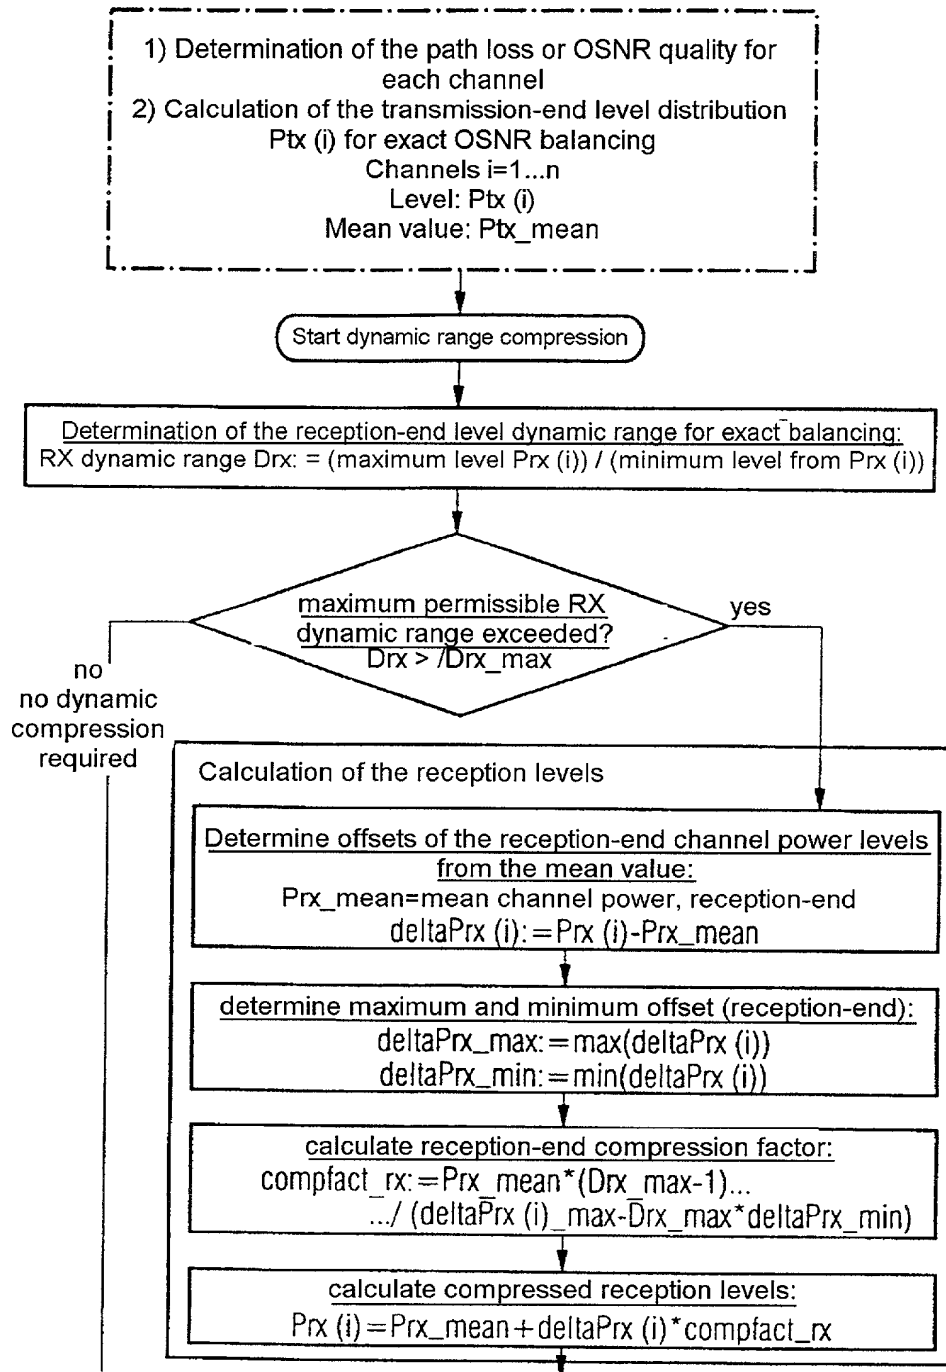 1) Determination of the path loss or OSNR quality for
each channel
2) Calculation of the transmission-end level distribution
Ptx (i) for exact OSNR balancing
Channels i=1...n
Level: Ptx (i)
Mean value: Ptx_mean
Start dynamic range compression
Determination of the reception-end level dynamic range for exact balancing:
RX dynamic range Drx: = (maximum level Prx (i)) / (minimum level from Prx (i))
maximum permissible RX
dynamic range exceeded?
Drx > /Drx_max
yes
no
no dynamic
compression
required
Calculation of the reception levels
Determine offsets of the reception-end channel power levels
from the mean value:
Prx_mean=mean channel power, reception-end
deltaPrx (i):=Prx (i)-Prx_mean
determine maximum and minimum offset (reception-end):
deltaPrx_max:=max(deltaPrx (i))
deltaPrx_min:=min(deltaPrx (i))
calculate reception-end compression factor:
compfact_rx:=Prx_mean*(Drx_max-1)...
.../ (deltaPrx (i)_max-Drx_max*deltaPrx_min)
calculate compressed reception levels:
Prx (i)=Prx_mean+deltaPrx (i)*compfact_rx